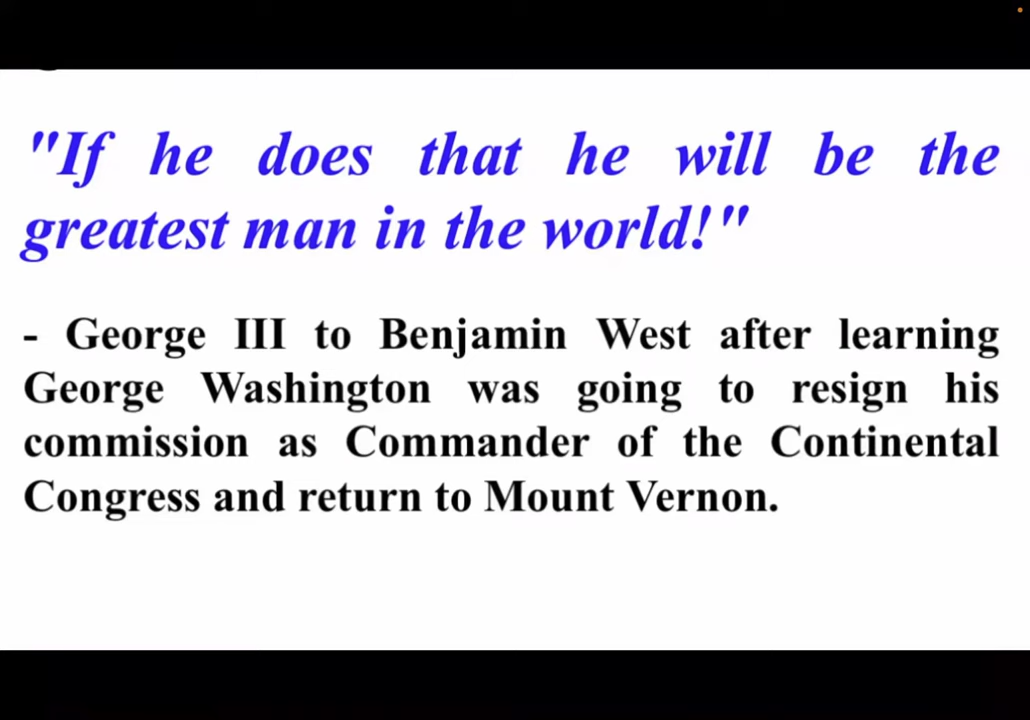 "If he does that he will be the
greatest man in the world!"
- George III to Benjamin West after learning
George Washington was going to resign his
commission as Commander of the Continental
Congress and return to Mount Vernon.